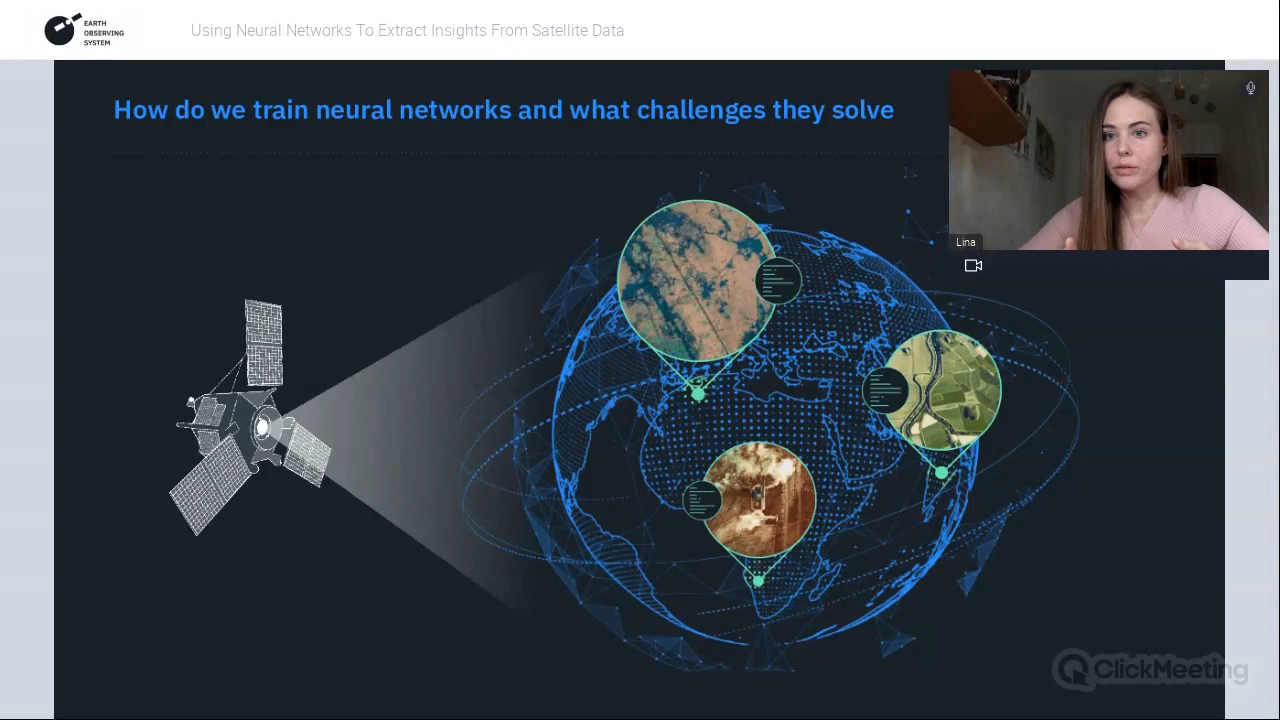 EARTH
OBSERVING
SYSTEM
Using Neural Networks To Extract Insights From Satellite Data
How do we train neural networks and what challenges they solve
Lina
ClickMeeting